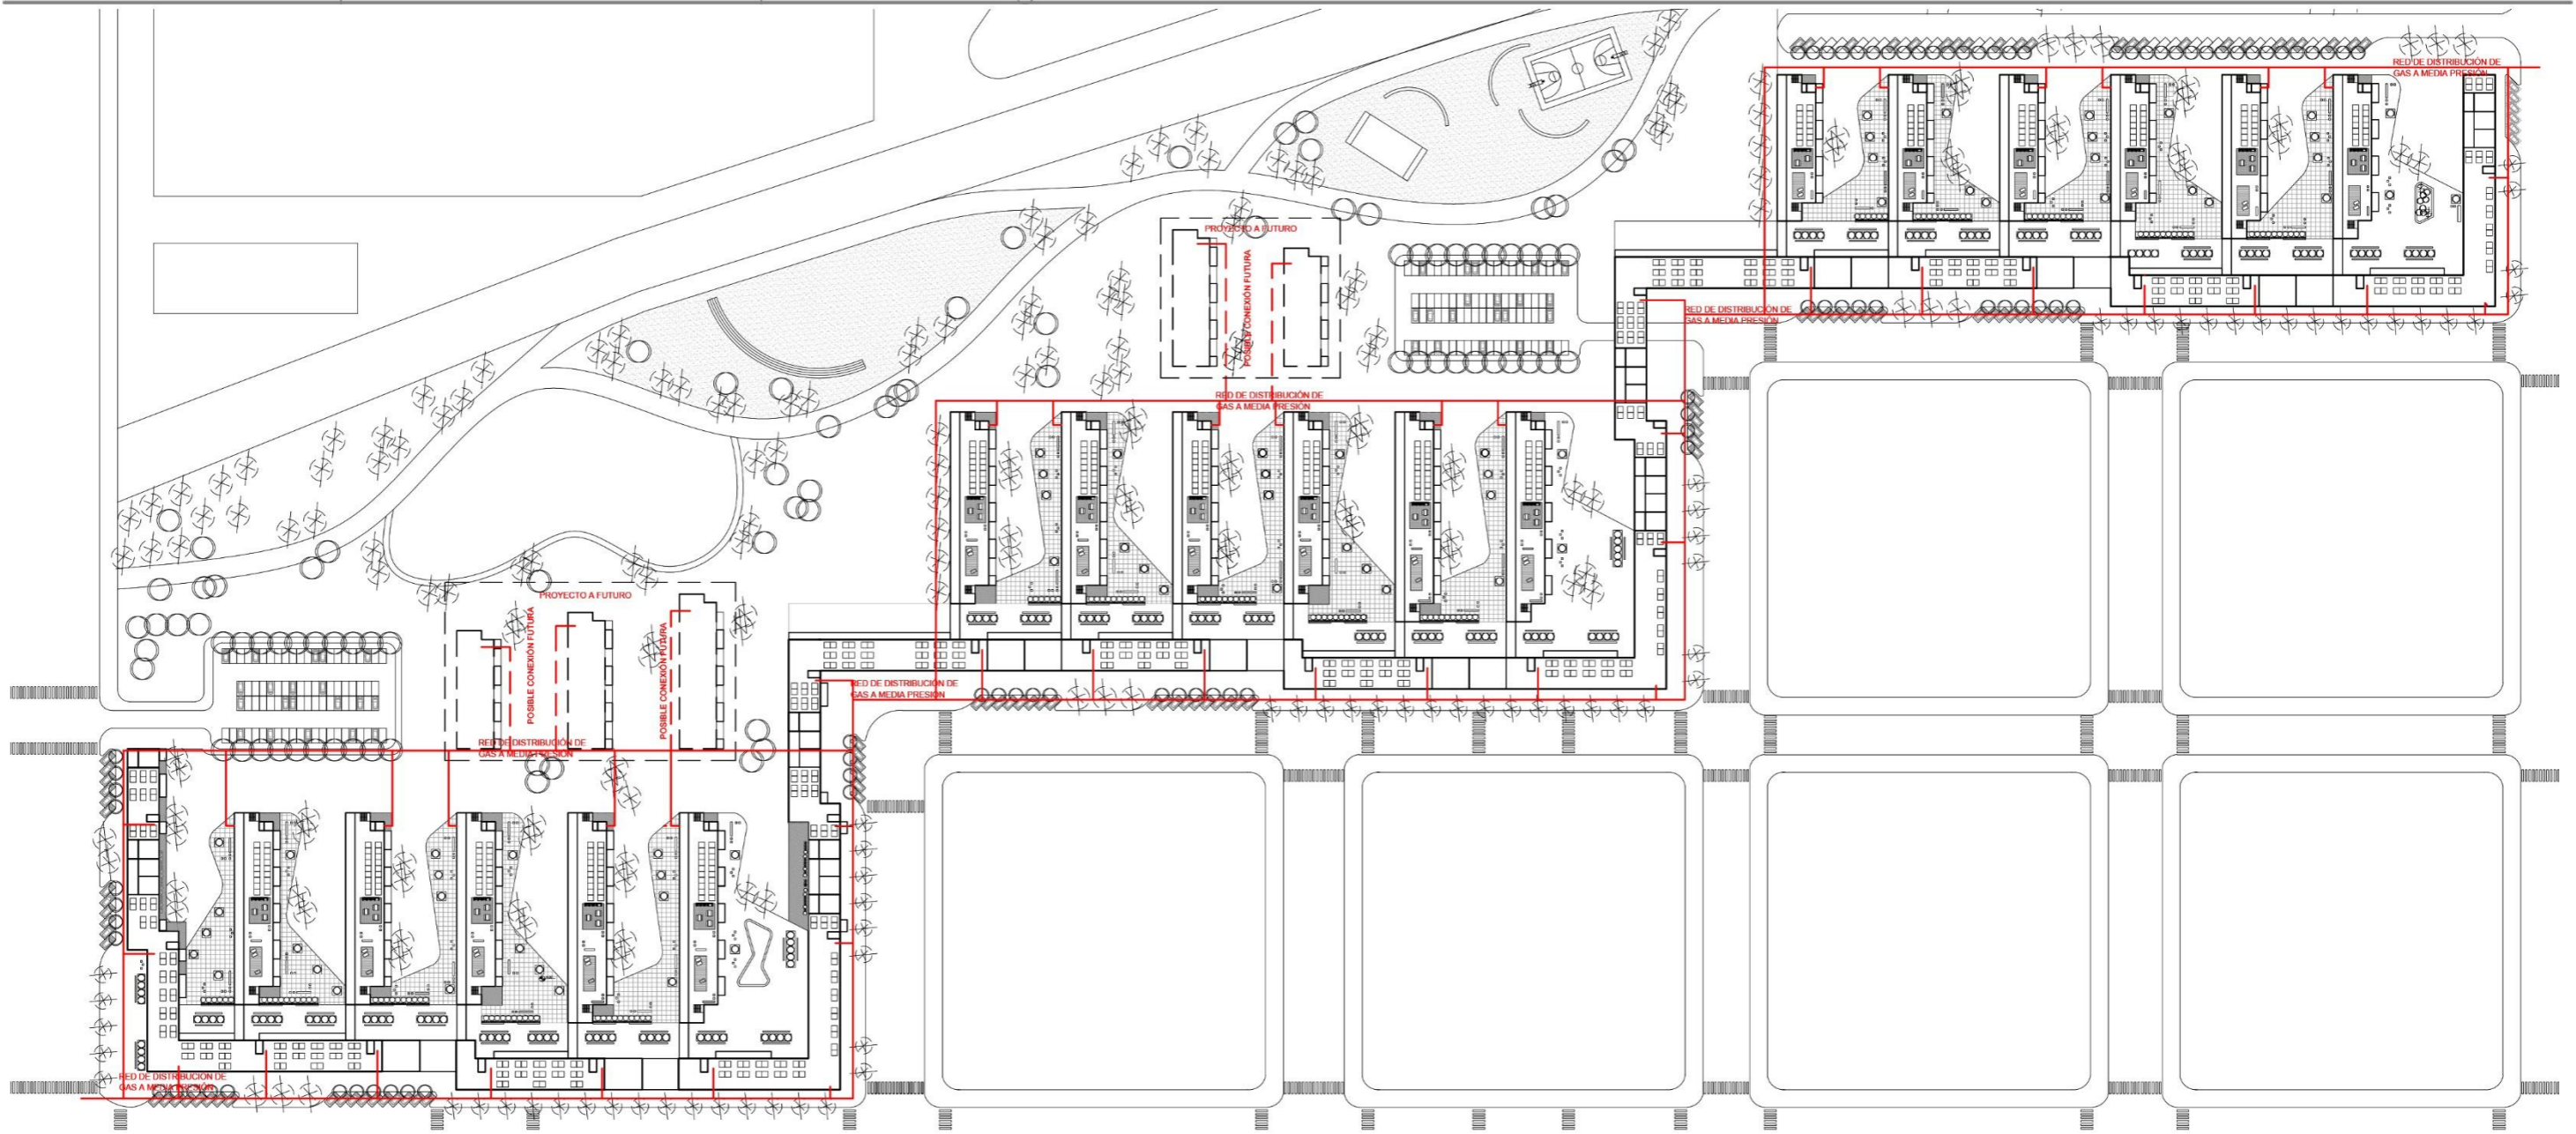 RED DE DISTRIBUCIÓN DE
GAS A MEDIA PRESIÓN
PROYECTO A FUTURO
POSIBLE CONEXIÓN FUTURA
RED DE DISTRIBUCIÓN DE
GAS A MEDIA PRESIÓN
RED DE DISTRIBUCIÓN DE
GAS A MEDIA PRESIÓN
PROYECTO A FUTURO
POSIBLE CONEXIÓN FUTURA
POSIBLE CONEXIÓN FUTURA
RED DE DISTRIBUCIÓN DE
GAS A MEDIA PRESIÓN
RED DE DISTRIBUCIÓN DE
GAS A MEDIA PRESIÓN
RED DE DISTRIBUCIÓN DE
GAS A MEDIA PRESIÓN